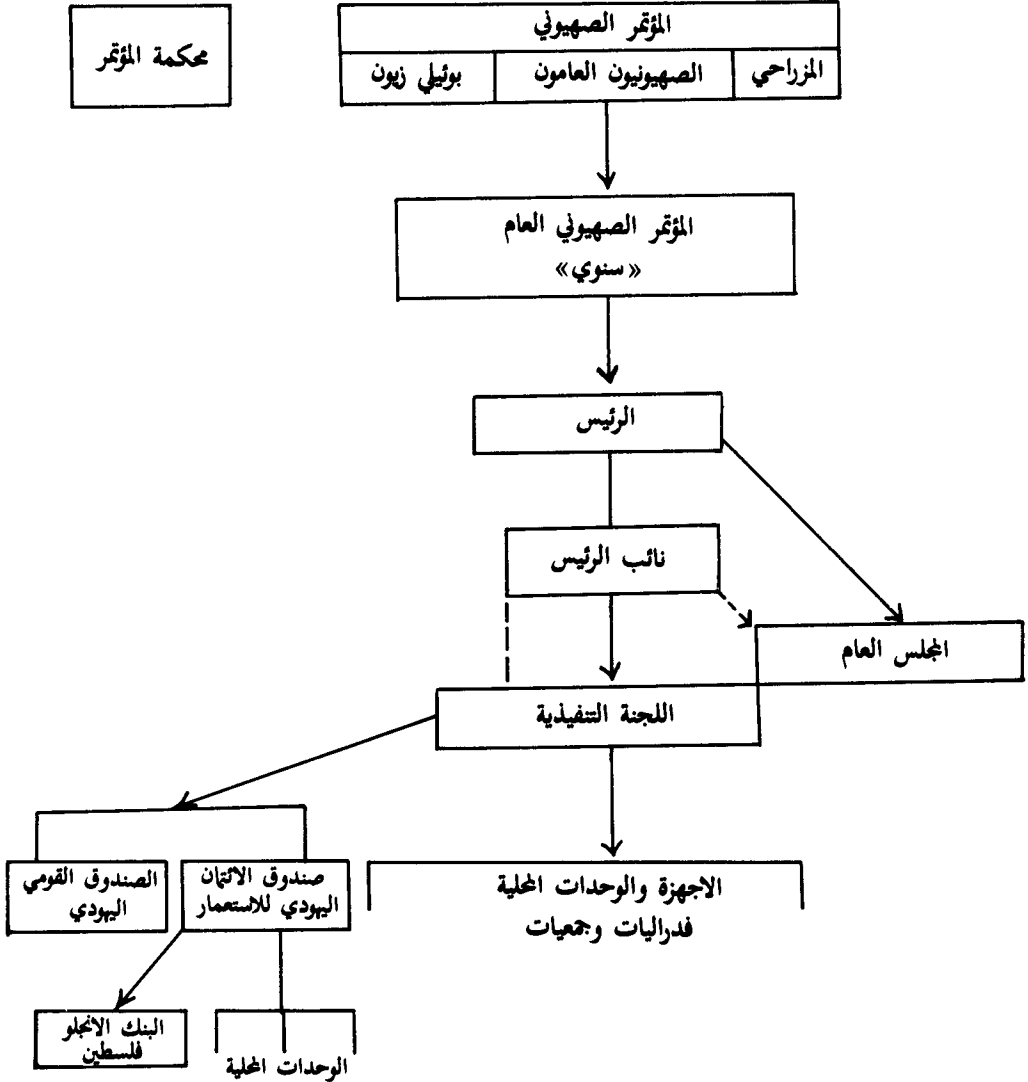 محكمة المؤتمر
المؤتمر الصهيوني
المزراحي
الصهيونيون العامون
بوئيلي زيون
المؤتمر الصهيوني العام
«سنوي»
الرئيس
نائب الرئيس
المجلس العام
اللجنة التنفيذية
الاجهزة والوحدات المحلية
فدراليات وجمعيات
صندوق الائتمان
اليهودي للاستعمار
الصندوق القومي
اليهودي
الوحدات المحلية
البنك الانجلو
فلسطين